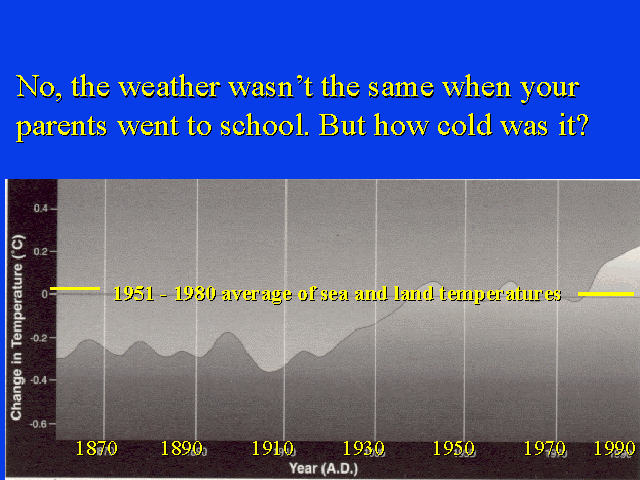 No, the weather wasn't the same when your
parents went to school. But how cold was it?
Change in Temperature (°C)
0.4
0.2
0
-0.2
-0.4
-0.6
1951 - 1980 average of sea and land temperatures
1870 1890 1910 1930 1950 1970 1990
Year (A.D.)